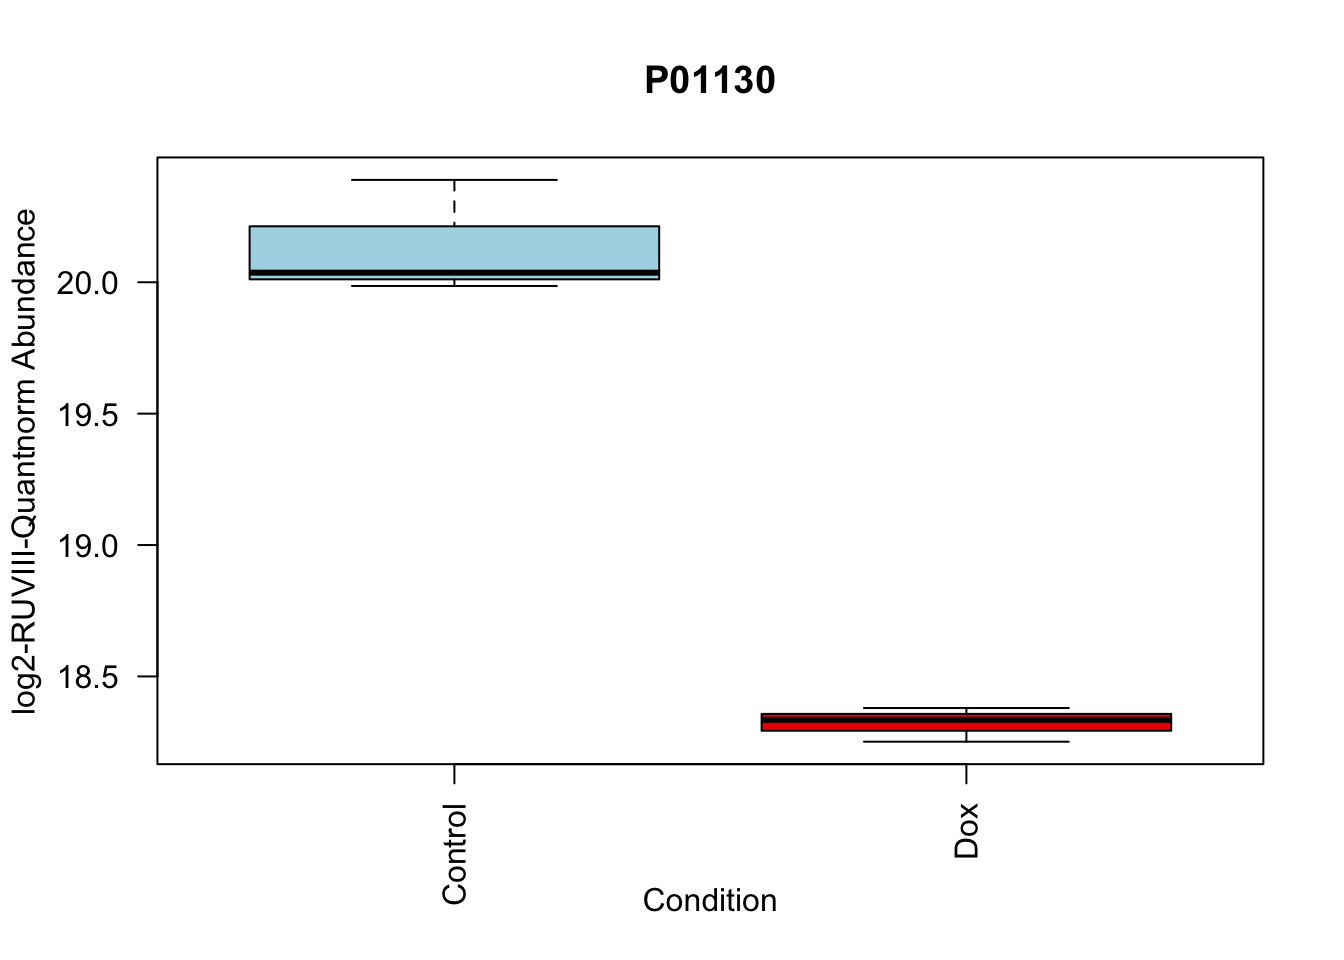 P01130
log2-RUVIII-Quantnorm Abundance
20.0
19.5
19.0
18.5
Control
Dox
Condition